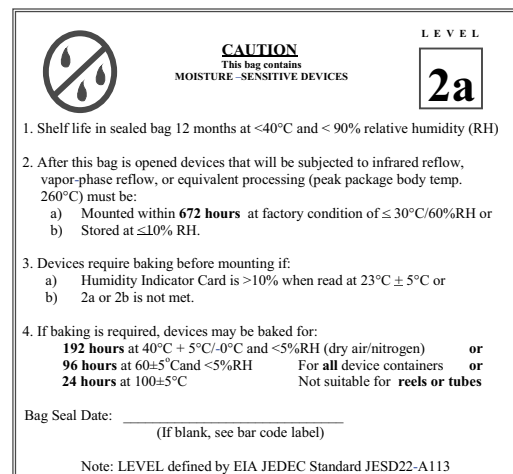 LEVEL
CAUTION
This bag contains
MOISTURE –SENSITIVE DEVICES
2a
1. Shelf life in sealed bag 12 months at <40°C and < 90% relative humidity (RH)
2. After this bag is opened devices that will be subjected to infrared reflow,
vapor-phase reflow, or equivalent processing (peak package body temp.
260°C) must be:
a) Mounted within 672 hours at factory condition of ≤ 30°C/60%RH or
b) Stored at ≤10% RH.
3. Devices require baking before mounting if:
a) Humidity Indicator Card is >10% when read at 23°C ± 5°C or
b) 2a or 2b is not met.
4. If baking is required, devices may be baked for:
192 hours at 40°C + 5°C/-0°C and <5%RH (dry air/nitrogen) or
96 hours at 60±5°Cand <5%RH For all device containers or
24 hours at 100±5°C Not suitable for reels or tubes
Bag Seal Date: ____________________
(If blank, see bar code label)
Note: LEVEL defined by EIA JEDEC Standard JESD22-A113